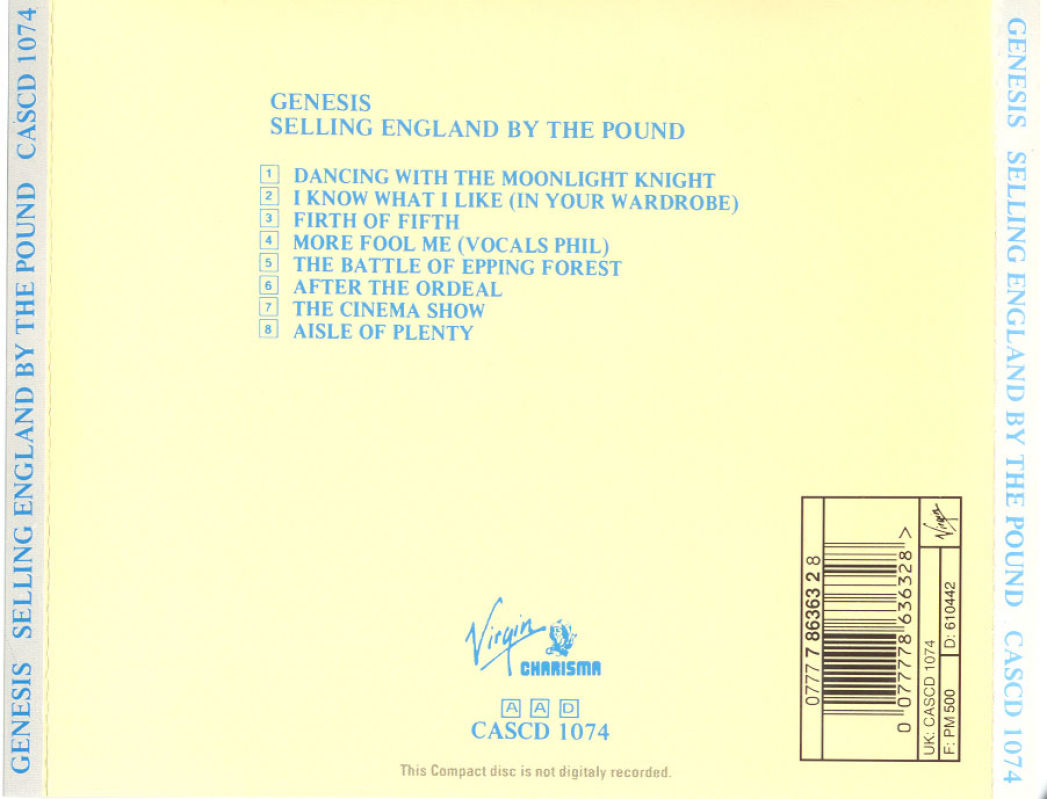 GENESIS SELLING ENGLAND BY THE POUND CASCD 1074
GENESIS
SELLING ENGLAND BY THE POUND
1 DANCING WITH THE MOONLIGHT KNIGHT
2 I KNOW WHAT I LIKE (IN YOUR WARDROBE)
3 FIRTH OF FIFTH
4 MORE FOOL ME (VOCALS PHIL)
5 THE BATTLE OF EPPING FOREST
6 AFTER THE ORDEAL
7 THE CINEMA SHOW
8 AISLE OF PLENTY
Virgin
CHARISMA
A A D
CASCD 1074
This Compact disc is not digitaly recorded.
0777 7 86363 2 8
0 077778 636328 >
UK: CASCD 1074
F: PM 500
D: 610442
Virgin
GENESIS SELLING ENGLAND BY THE POUND CASCD 1074